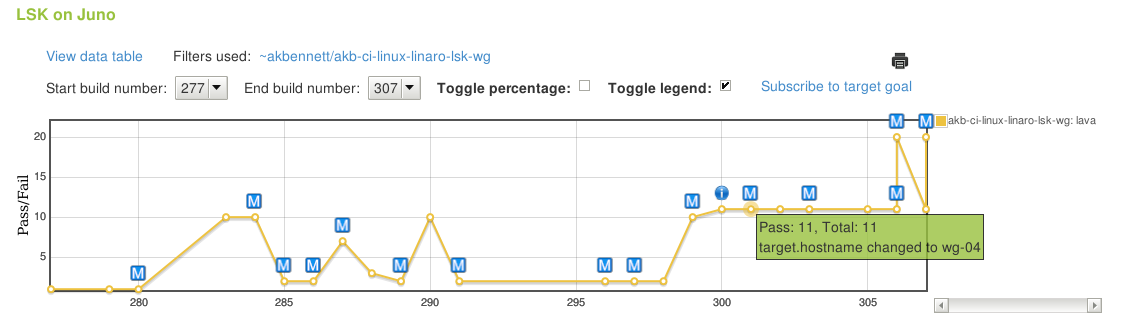 LSK on Juno
View data table Filters used: ~akbennett/akb-ci-linux-linaro-lsk-wg
Start build number: 277 End build number: 307 Toggle percentage: Toggle legend: Subscribe to target goal
M M akb-ci-linux-linaro-lsk-wg: lava
20
15
10
5
Pass/Fail
M M M M M M M M M M i M M M
Pass: 11, Total: 11
target.hostname changed to wg-04
280 285 290 295 300 305